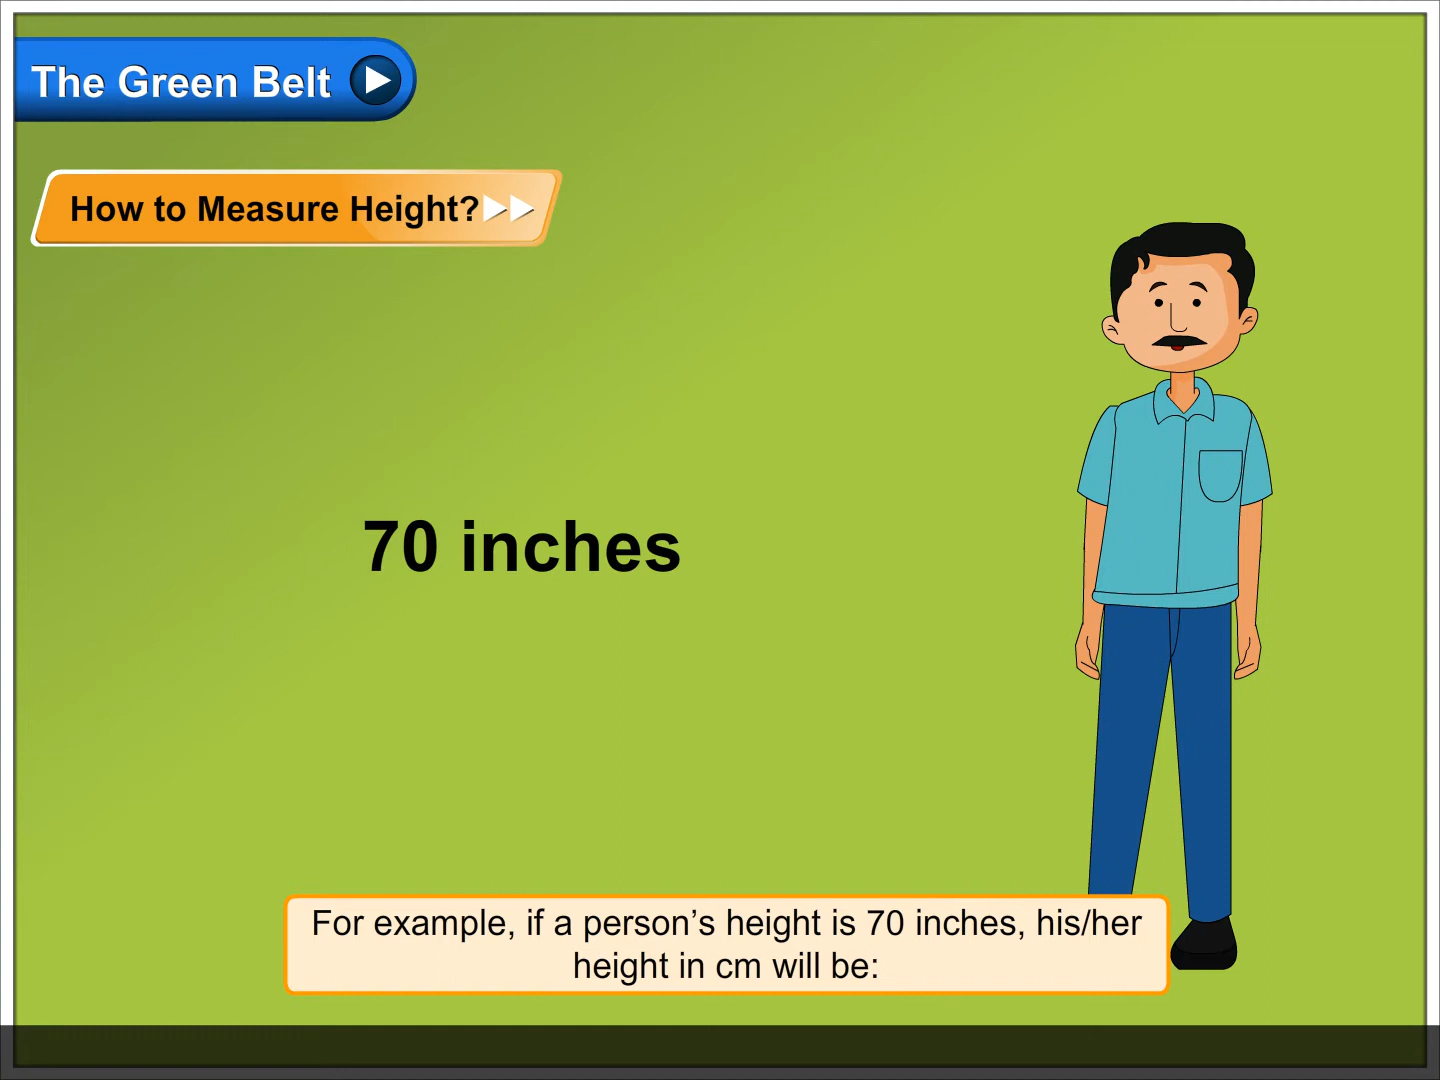 The Green Belt
How to Measure Height?
70 inches
For example, if a person’s height is 70 inches, his/her
height in cm will be: